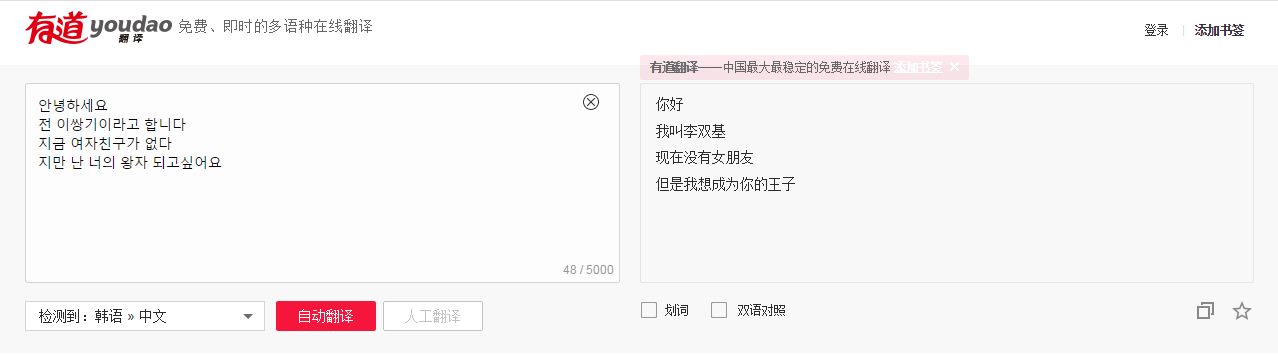 有道 youdao 翻译 免费、即时的多语种在线翻译
登录 | 添加书签
有道翻译——中国最大最稳定的免费在线翻译 添加书签 ×
안녕하세요
전 이쌍기이라고 합니다
지금 여자친구가 없다
지만 난 너의 왕자 되고싶어요
48 / 5000
你好
我叫李双基
现在没有女朋友
但是我想成为你的王子
检测到：韩语 » 中文
自动翻译
人工翻译
划词
双语对照